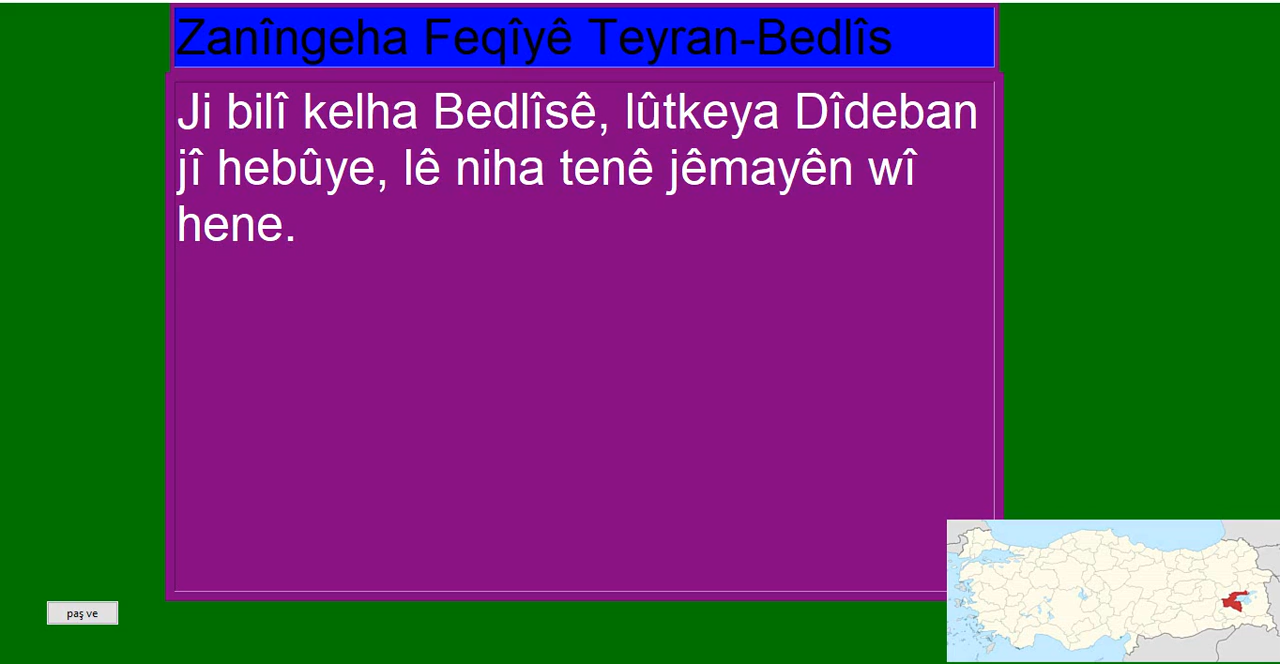 Zanîngeha Feqîyê Teyran-Bedlîs
Ji bilî kelha Bedlîsê, lûtkeya Dîdeban
jî hebûye, lê niha tenê jêmayên wî
hene.
paş ve